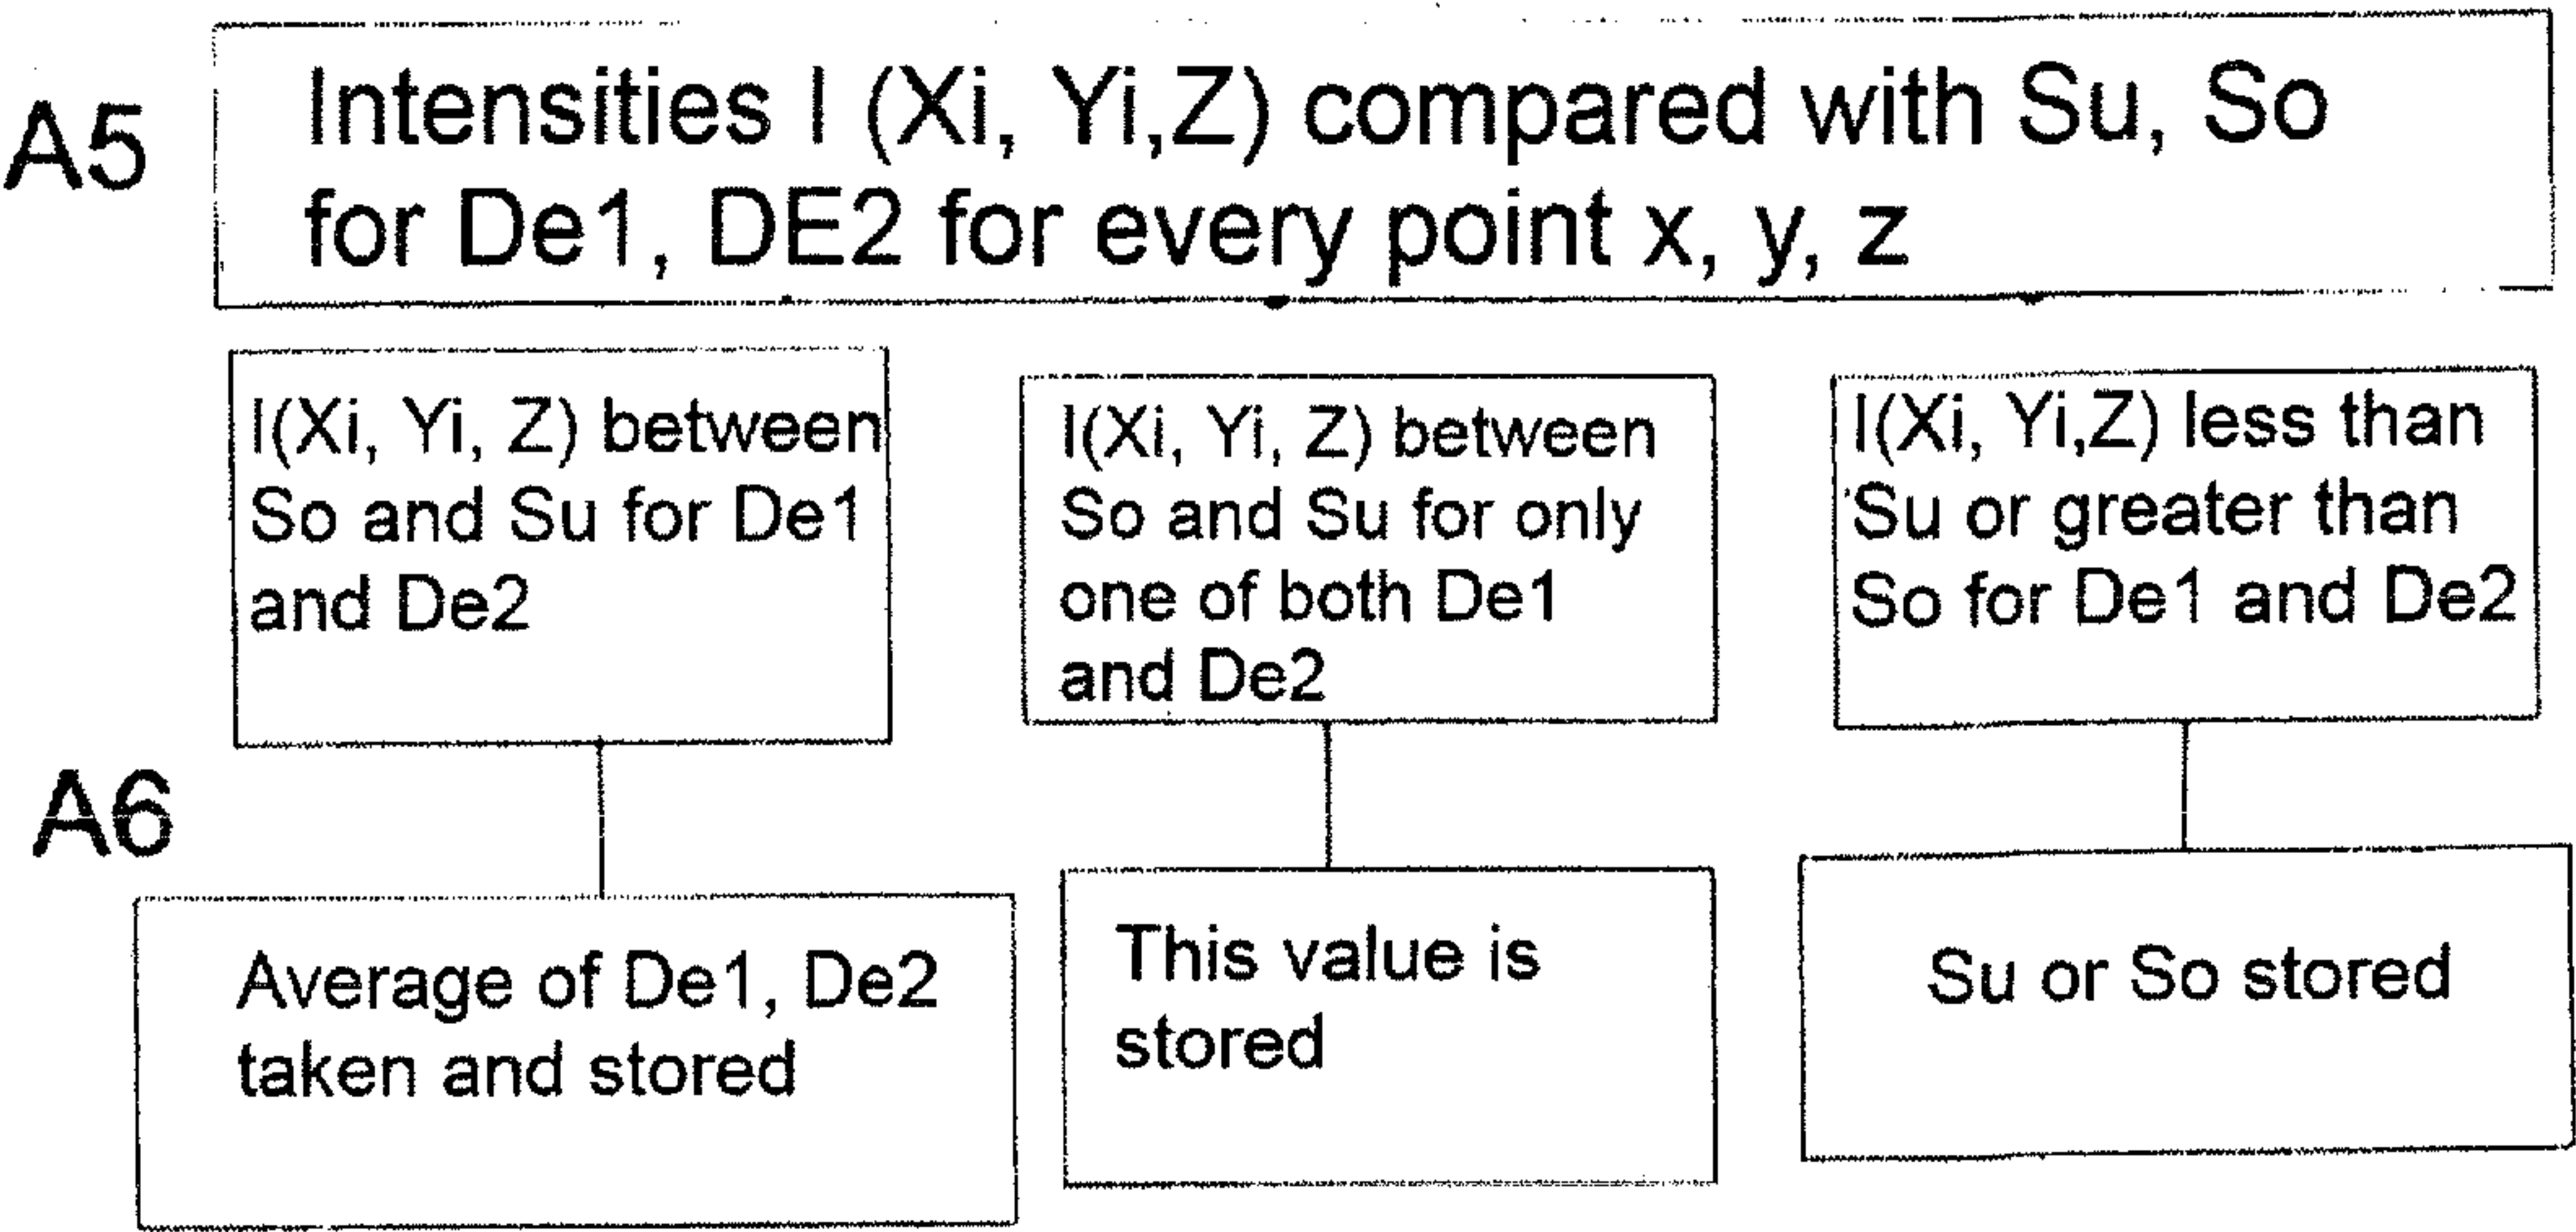 A5
Intensities I (Xi, Yi,Z) compared with Su, So
for De1, DE2 for every point x, y, z
I(Xi, Yi, Z) between
So and Su for De1
and De2
I(Xi, Yi, Z) between
So and Su for only
one of both De1
and De2
I(Xi, Yi,Z) less than
Su or greater than
So for De1 and De2
A6
Average of De1, De2
taken and stored
This value is
stored
Su or So stored